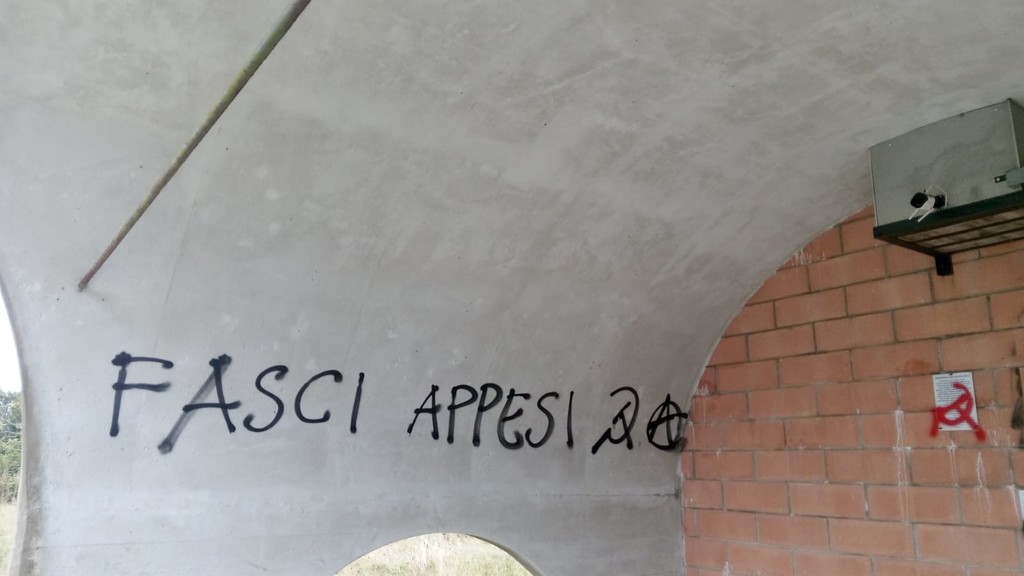 FASCI APPESI ☭ Ⓐ